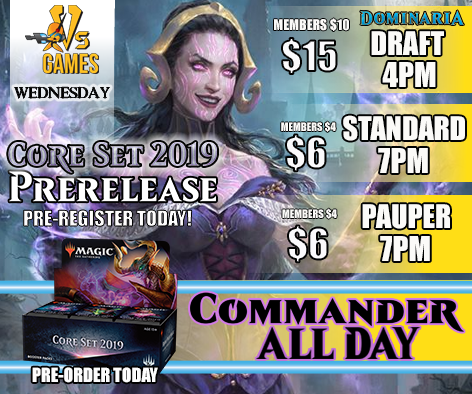 Vs
GAMES
WEDNESDAY
MEMBERS $10
$15
DOMINARIA
DRAFT
4PM
MEMBERS $4
$6
STANDARD
7PM
MEMBERS $4
$6
PAUPER
7PM
CORE SET 2019
PRERELEASE
PRE-REGISTER TODAY!
MAGIC
CORE SET 2019
PRE-ORDER TODAY
COMMANDER
ALL DAY